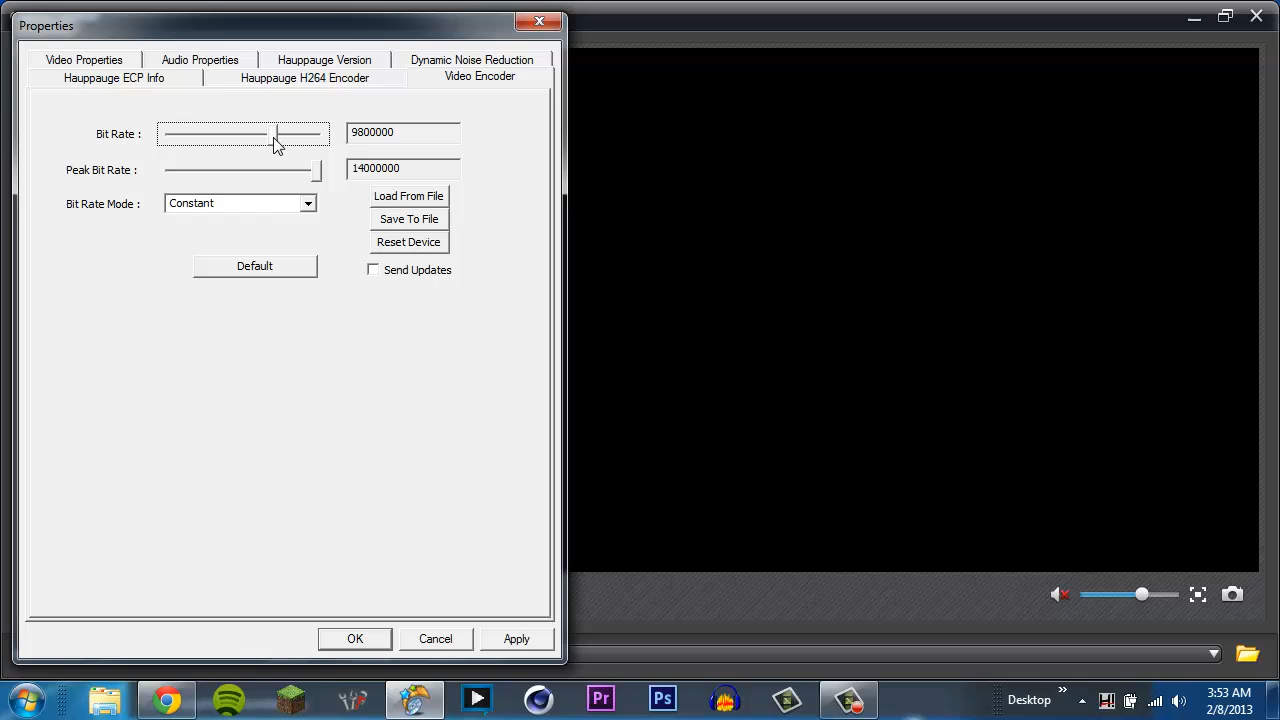 Properties
Video Properties Audio Properties Hauppauge Version Dynamic Noise Reduction
Hauppauge ECP Info Hauppauge H264 Encoder Video Encoder
Bit Rate : 9800000
Peak Bit Rate : 14000000
Bit Rate Mode : Constant
Load From File
Save To File
Reset Device
Default
Send Updates
OK Cancel Apply
Pr Ps
Desktop
3:53 AM
2/8/2013